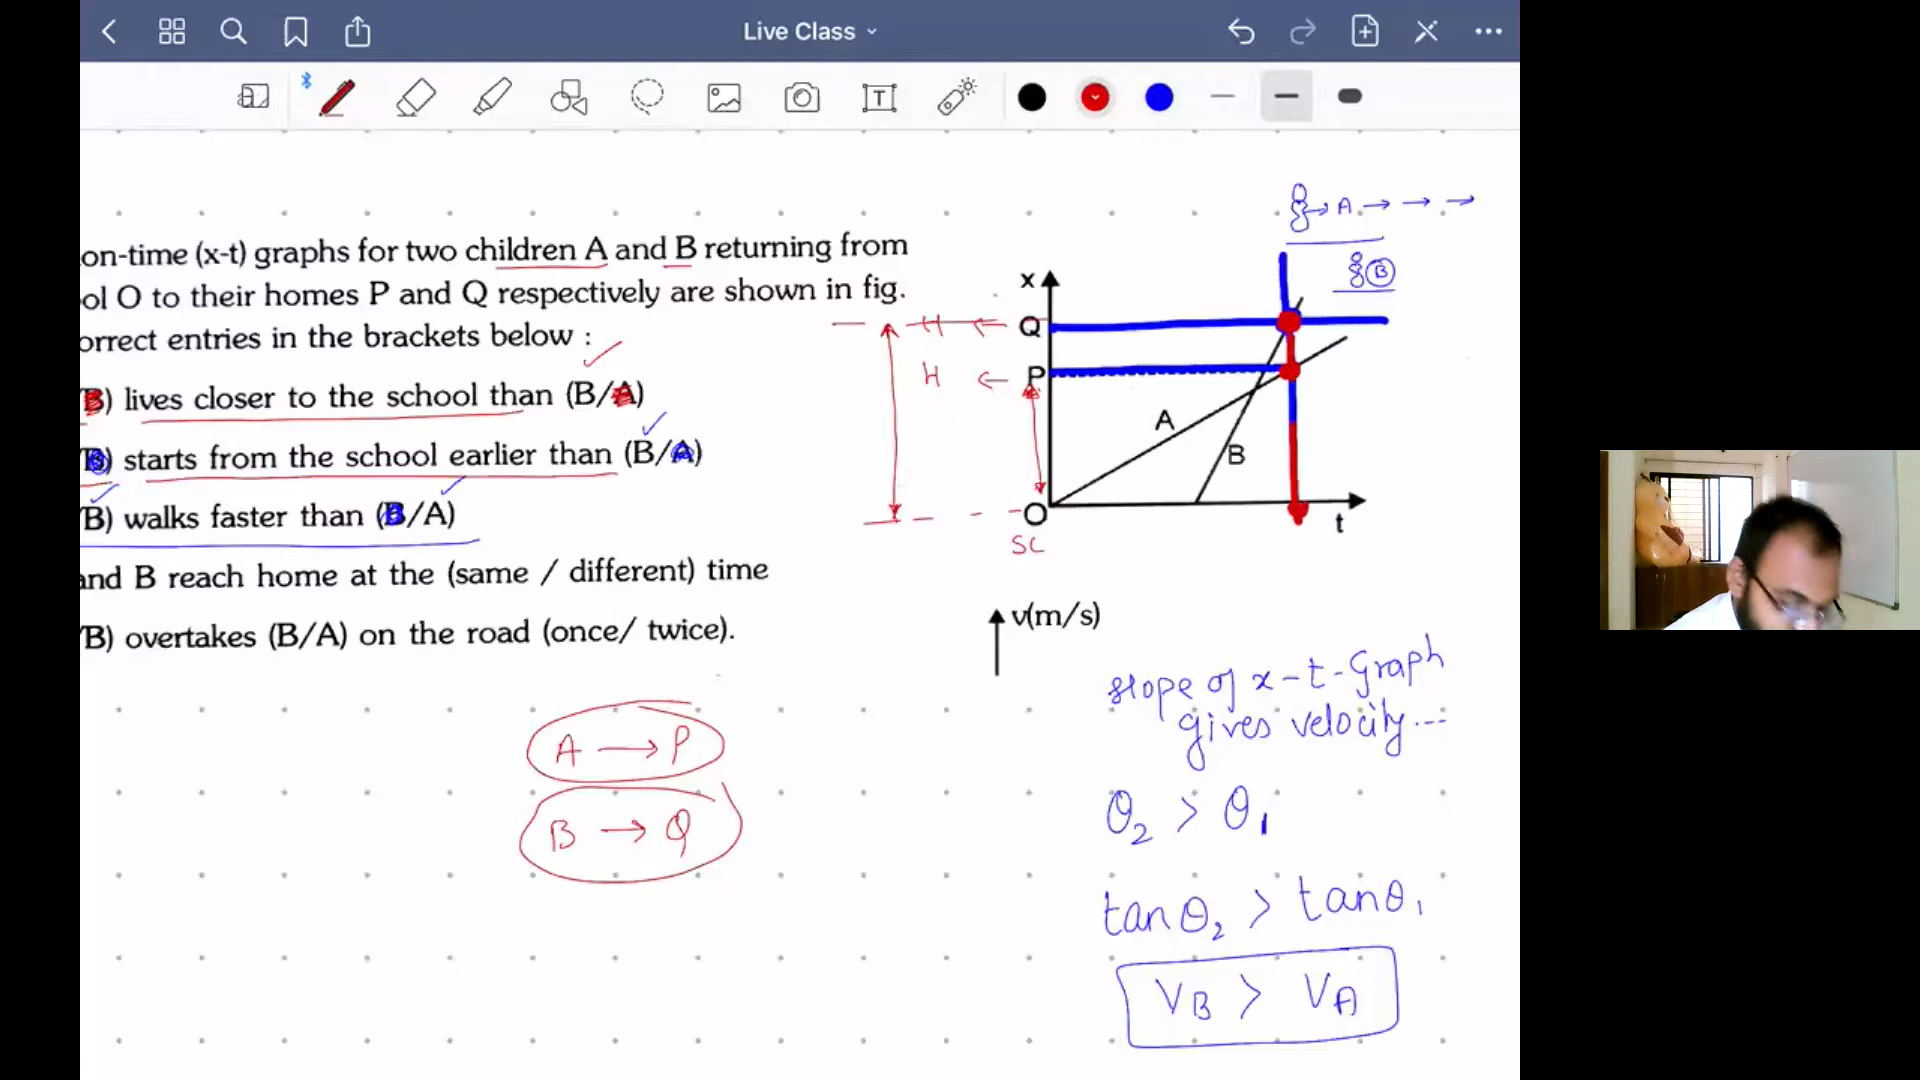 Live Class
T
on-time (x-t) graphs for two children A and B returning from
ol O to their homes P and Q respectively are shown in fig.
orrect entries in the brackets below :
B) lives closer to the school than (B/A)
B) starts from the school earlier than (B/A)
B) walks faster than (B/A)
and B reach home at the (same / different) time
B) overtakes (B/A) on the road (once/ twice).
A → P
B → Q
A → → →
B
x
H ← Q
H ← P
A
B
O
t
SC
v(m/s)
slope of x-t-Graph
gives velocity...
θ₂ > θ₁
tanθ₂ > tanθ₁
VB > VA